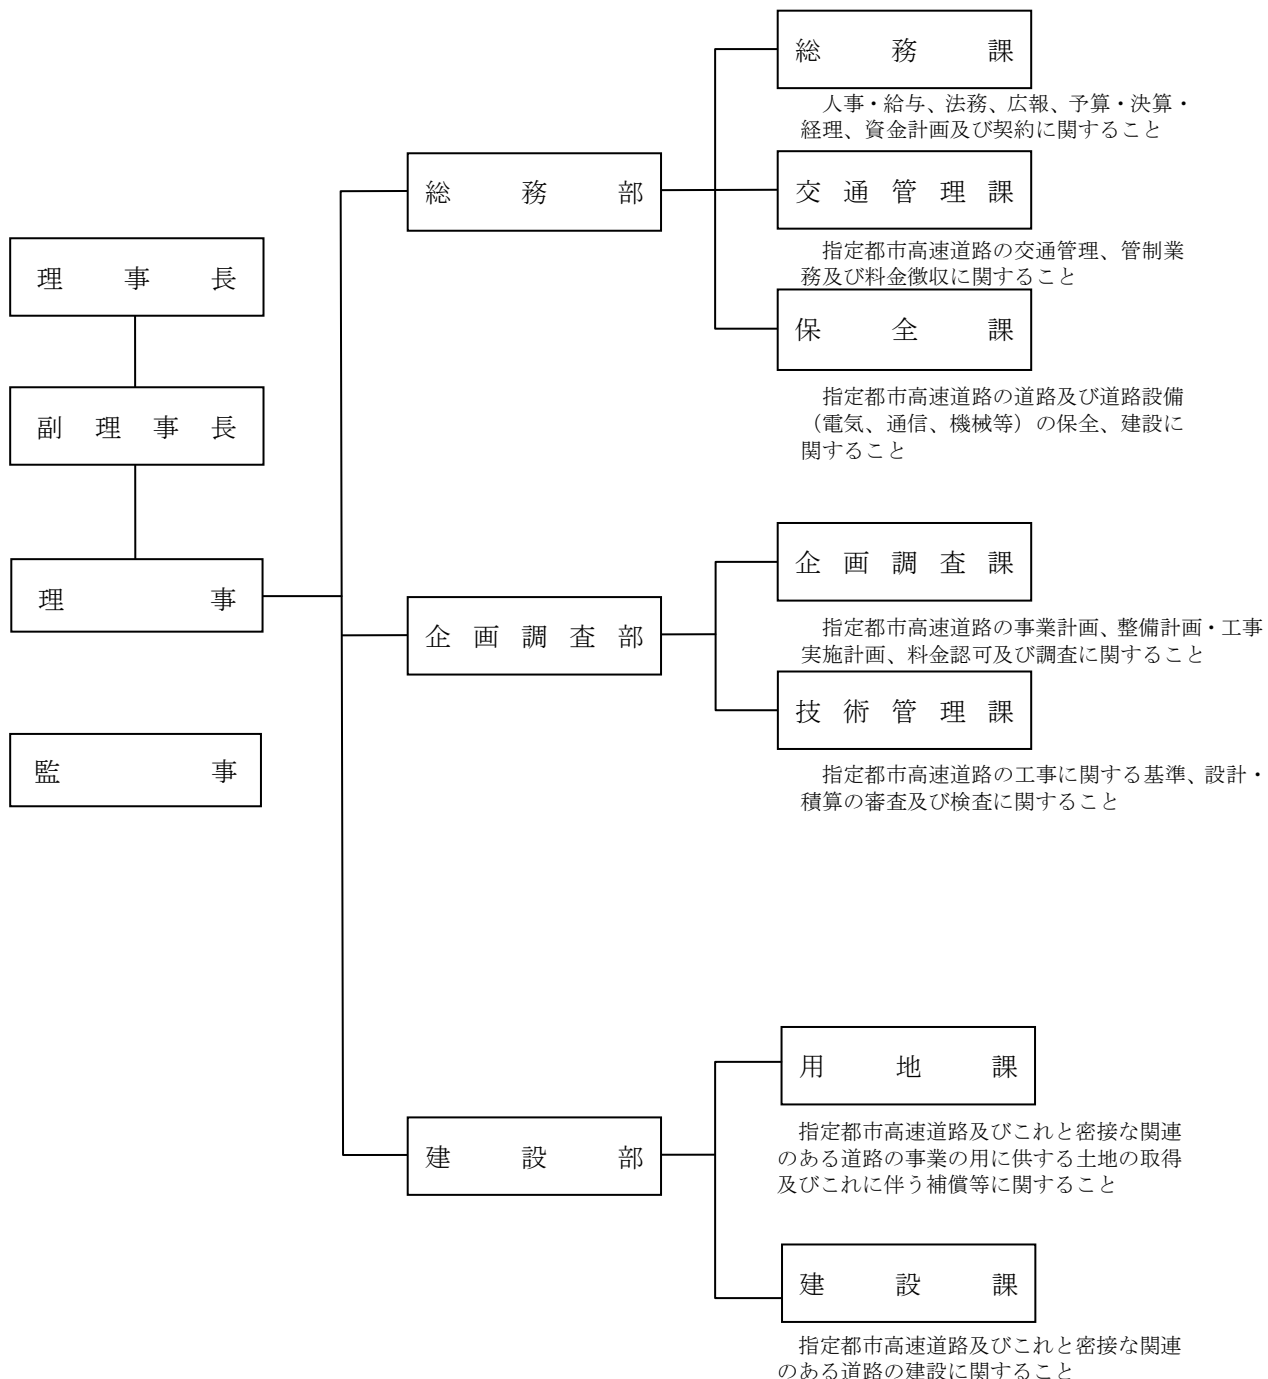 理事長
副理事長
理事
監事
総務部
総務課
人事・給与、法務、広報、予算・決算・
経理、資金計画及び契約に関すること
交通管理課
指定都市高速道路の交通管理、管制業
務及び料金徴収に関すること
保全課
指定都市高速道路の道路及び道路設備
（電気、通信、機械等）の保全、建設に
関すること
企画調査部
企画調査課
指定都市高速道路の事業計画、整備計画・工事
実施計画、料金認可及び調査に関すること
技術管理課
指定都市高速道路の工事に関する基準、設計・
積算の審査及び検査に関すること
建設部
用地課
指定都市高速道路及びこれと密接な関連
のある道路の事業の用に供する土地の取得
及びこれに伴う補償等に関すること
建設課
指定都市高速道路及びこれと密接な関連
のある道路の建設に関すること